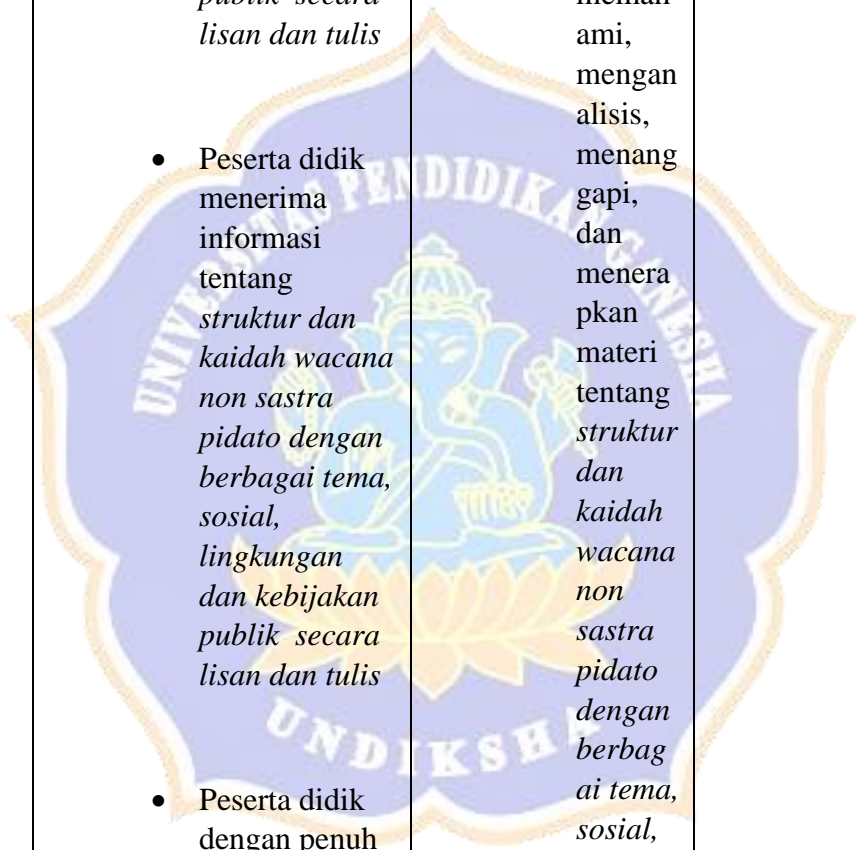 publik secara
lisan dan tulis
• Peserta didik
menerima
informasi
tentang
struktur dan
kaidah wacana
non sastra
pidato dengan
berbagai tema,
sosial,
lingkungan
dan kebijakan
publik secara
lisan dan tulis
• Peserta didik
dengan penuh
ami,
mengan
alisis,
menang
gapi,
dan
menera
pkan
materi
tentang
struktur
dan
kaidah
wacana
non
sastra
pidato
dengan
berbag
ai tema,
sosial,
UNIVERSITAS PENDIDIKAN GANESHA
UNDIKSHA